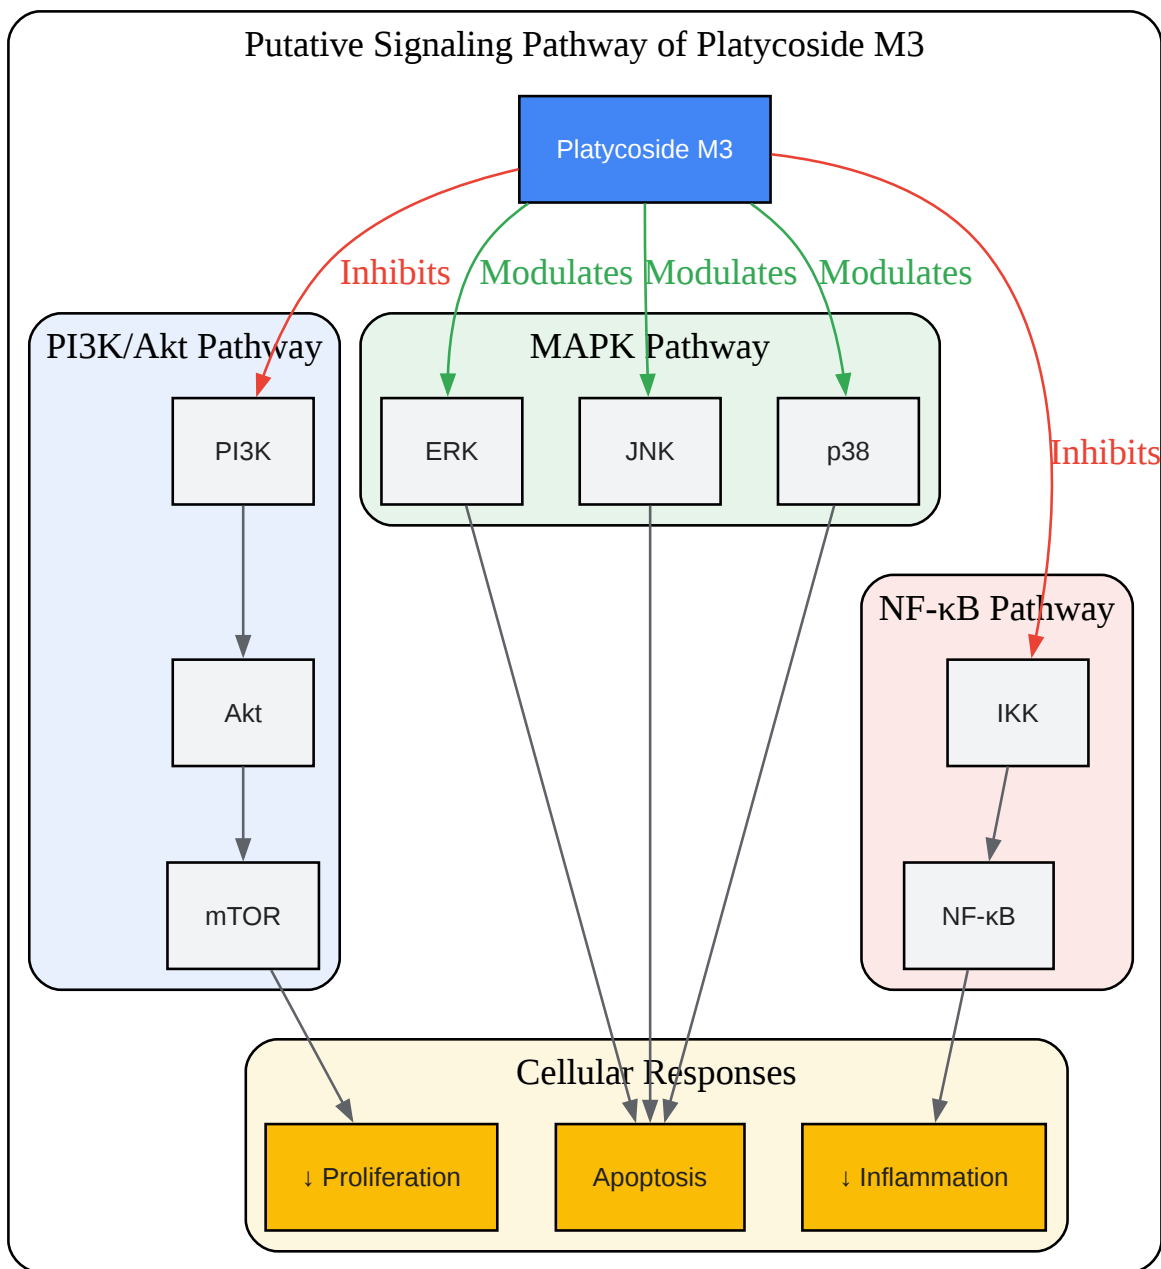 Putative Signaling Pathway of Platycoside M3
Platycoside M3
Inhibits
Modulates
Modulates
Modulates
PI3K/Akt Pathway
MAPK Pathway
PI3K
ERK
JNK
p38
Inhibits
NF-κB Pathway
Akt
IKK
mTOR
NF-κB
Cellular Responses
↓ Proliferation
Apoptosis
↓ Inflammation